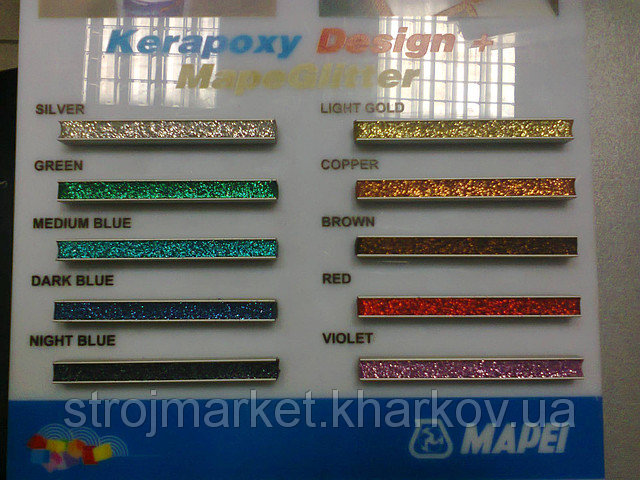 Kerapoxy Design +
MapeGlitter
SILVER
LIGHT GOLD
GREEN
COPPER
MEDIUM BLUE
BROWN
DARK BLUE
RED
NIGHT BLUE
VIOLET
strojmarket.kharkov.ua
MAPEI